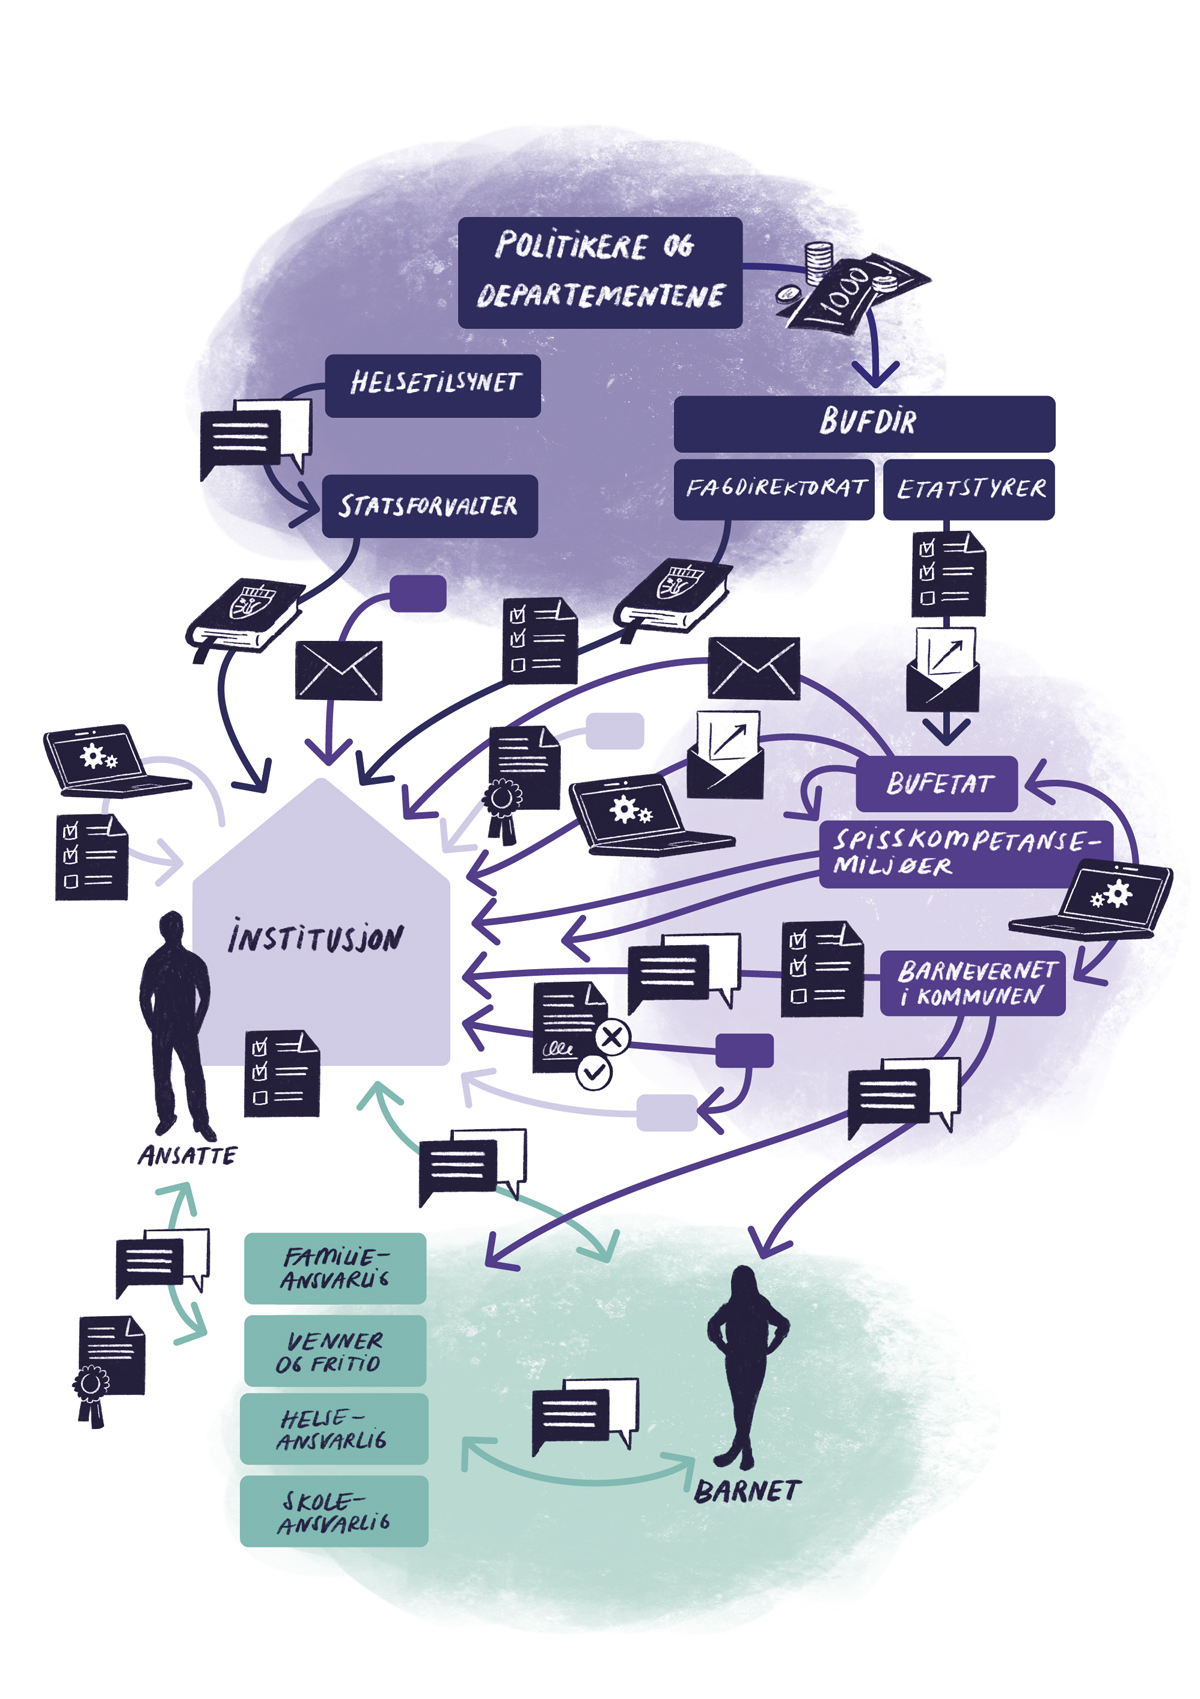 POLITIKERE OG
DEPARTEMENTENE
1000
HELSETILSYNET
BUFDIR
STATSFORVALTER
FAGDIREKTORAT
ETATSTYRER
BUFETAT
SPISSKOMPETANSE-
MILJØER
INSTITUSJON
BARNEVERNET
I KOMMUNEN
ANSATTE
FAMILIE-
ANSVARLIG
VENNER
OG FRITID
HELSE-
ANSVARLIG
SKOLE-
ANSVARLIG
BARNET